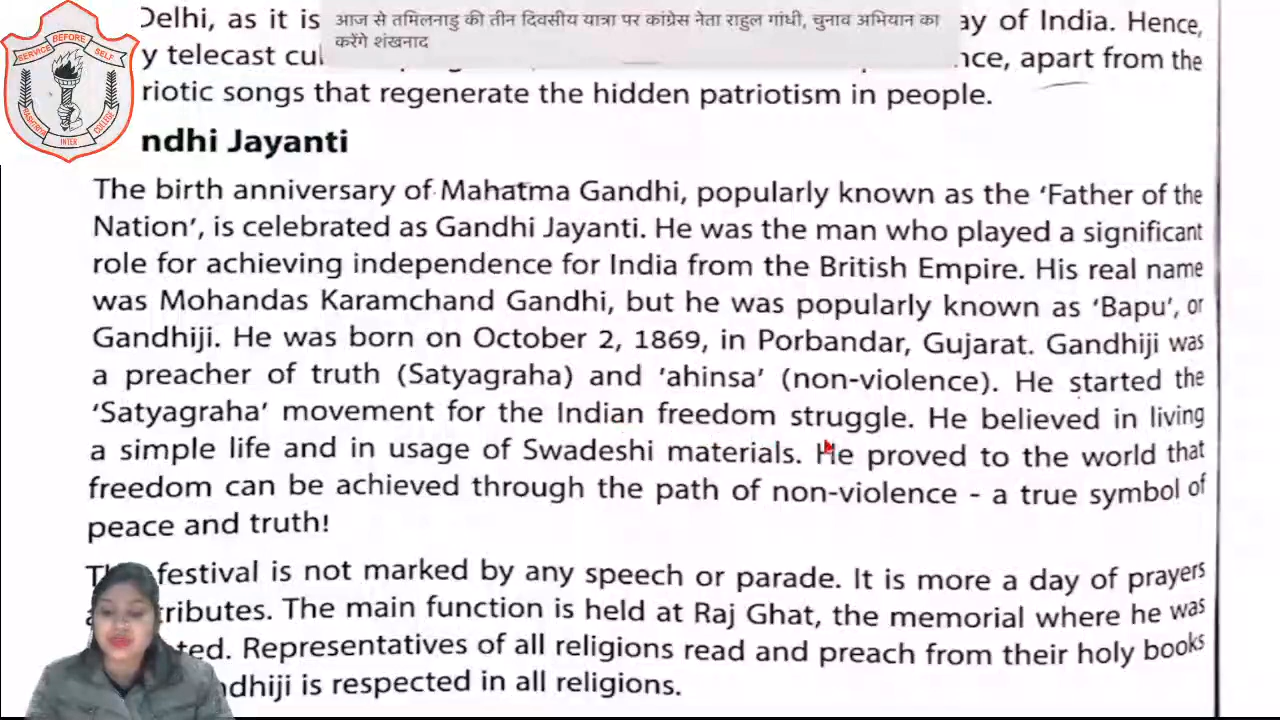 Delhi, as it is ay of India. Hence,
आज से तमिलनाडु की तीन दिवसीय यात्रा पर कांग्रेस नेता राहुल गांधी, चुनाव अभियान का
करेंगे शंखनाद
y telecast cu nce, apart from the
riotic songs that regenerate the hidden patriotism in people.
SERVICE BEFORE SELF
INTER COLLEGE
ndhi Jayanti
The birth anniversary of Mahatma Gandhi, popularly known as the ‘Father of the
Nation’, is celebrated as Gandhi Jayanti. He was the man who played a significant
role for achieving independence for India from the British Empire. His real name
was Mohandas Karamchand Gandhi, but he was popularly known as ‘Bapu’, or
Gandhiji. He was born on October 2, 1869, in Porbandar, Gujarat. Gandhiji was
a preacher of truth (Satyagraha) and ‘ahinsa’ (non-violence). He started the
‘Satyagraha’ movement for the Indian freedom struggle. He believed in living
a simple life and in usage of Swadeshi materials. He proved to the world that
freedom can be achieved through the path of non-violence - a true symbol of
peace and truth!
festival is not marked by any speech or parade. It is more a day of prayers
tributes. The main function is held at Raj Ghat, the memorial where he was
ted. Representatives of all religions read and preach from their holy books
ndhiji is respected in all religions.